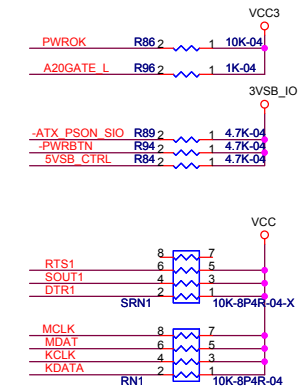 VCC3
PWROK R86 2 1 10K-04
A20GATE_L R96 2 1 1K-04
3VSB_IO
-ATX_PSON_SIO R89 2 1 4.7K-04
-PWRBTN R94 2 1 4.7K-04
5VSB_CTRL R84 2 1 4.7K-04
VCC
8 7
RTS1 6 5
SOUT1 4 3
DTR1 2 1
SRN1 10K-8P4R-04-X
MCLK 8 7
MDAT 6 5
KCLK 4 3
KDATA 2 1
RN1 10K-8P4R-04